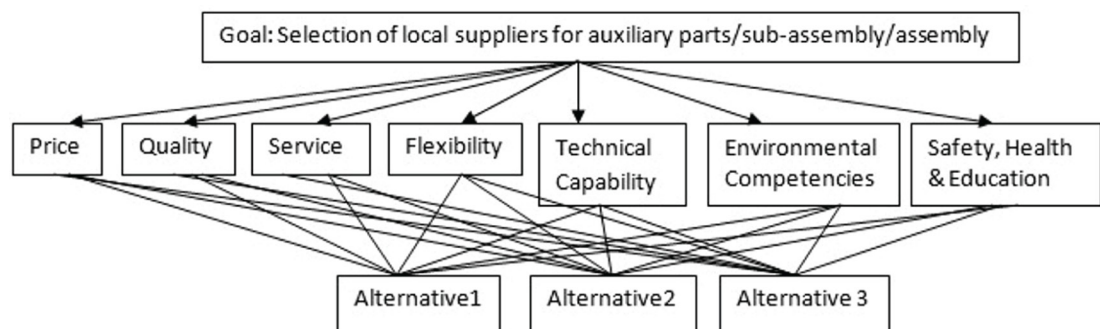 Goal: Selection of local suppliers for auxiliary parts/sub-assembly/assembly
Price
Quality
Service
Flexibility
Technical
Capability
Environmental
Competencies
Safety, Health
& Education
Alternative1
Alternative2
Alternative 3